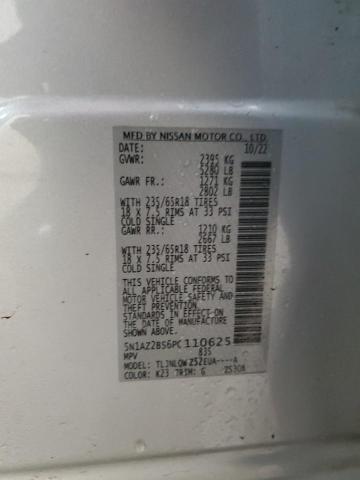 MFD BY NISSAN MOTOR CO., LTD.
DATE: 10/22
GVWR: 2395 KG
5280 LB
GAWR FR.: 1271 KG
2802 LB
WITH 235/65R18 TIRES
18 X 7.5 RIMS AT 33 PSI
COLD SINGLE
GAWR RR.: 1210 KG
2667 LB
WITH 235/65R18 TIRES
18 X 7.5 RIMS AT 33 PSI
COLD SINGLE
THIS VEHICLE CONFORMS TO
ALL APPLICABLE FEDERAL
MOTOR VEHICLE SAFETY AND
THEFT PREVENTION
STANDARDS IN EFFECT ON THE
DATE OF MANUFACTURE
SHOWN ABOVE.
5N1AZ2BS6PC110625
MPV 835
MODEL: TLJNLQWZ52EUA----A
COLOR: K23 TRIM: G 25308